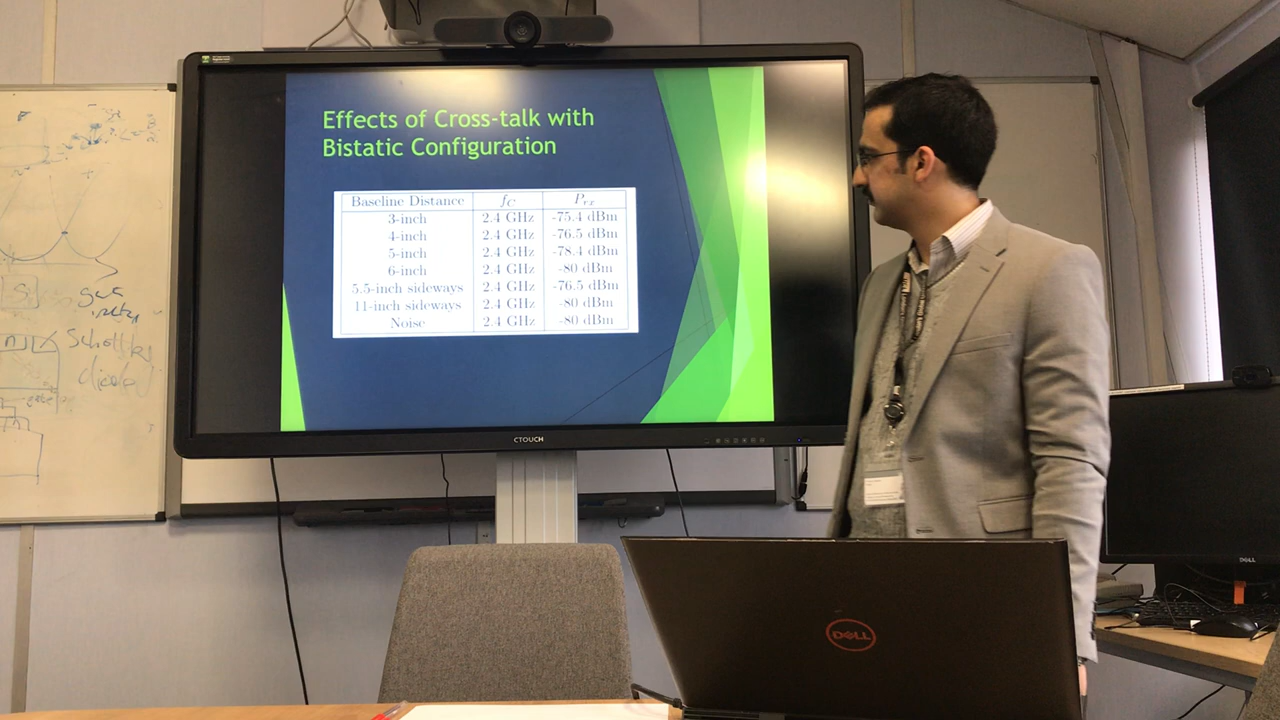 Effects of Cross-talk with
Bistatic Configuration
Baseline Distance f_C P_rx
3-inch 2.4 GHz -75.4 dBm
4-inch 2.4 GHz -76.5 dBm
5-inch 2.4 GHz -78.4 dBm
6-inch 2.4 GHz -80 dBm
5.5-inch sideways 2.4 GHz -76.5 dBm
11-inch sideways 2.4 GHz -80 dBm
Noise 2.4 GHz -80 dBm
CTOUCH
Schottky
diode
DELL
DELL